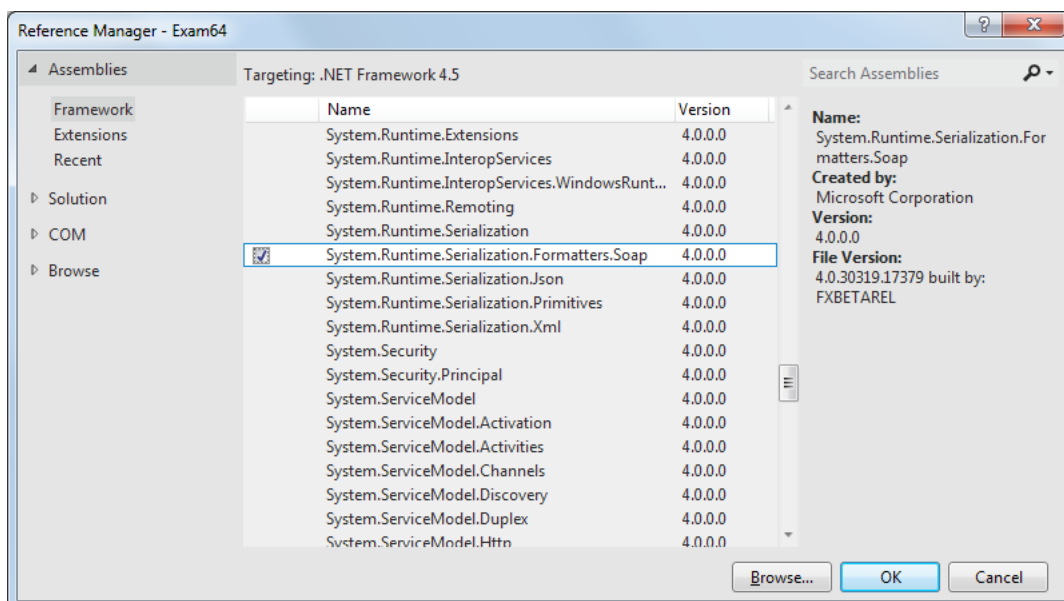 Reference Manager - Exam64
Assemblies
Framework
Extensions
Recent
Solution
COM
Browse
Targeting: .NET Framework 4.5
Name Version
System.Runtime.Extensions 4.0.0.0
System.Runtime.InteropServices 4.0.0.0
System.Runtime.InteropServices.WindowsRunt... 4.0.0.0
System.Runtime.Remoting 4.0.0.0
System.Runtime.Serialization 4.0.0.0
System.Runtime.Serialization.Formatters.Soap 4.0.0.0
System.Runtime.Serialization.Json 4.0.0.0
System.Runtime.Serialization.Primitives 4.0.0.0
System.Runtime.Serialization.Xml 4.0.0.0
System.Security 4.0.0.0
System.Security.Principal 4.0.0.0
System.ServiceModel 4.0.0.0
System.ServiceModel.Activation 4.0.0.0
System.ServiceModel.Activities 4.0.0.0
System.ServiceModel.Channels 4.0.0.0
System.ServiceModel.Discovery 4.0.0.0
System.ServiceModel.Duplex 4.0.0.0
System.ServiceModel.Http 4.0.0.0
Search Assemblies
Name:
System.Runtime.Serialization.For
matters.Soap
Created by:
Microsoft Corporation
Version:
4.0.0.0
File Version:
4.0.30319.17379 built by:
FXBETAREL
Browse... OK Cancel